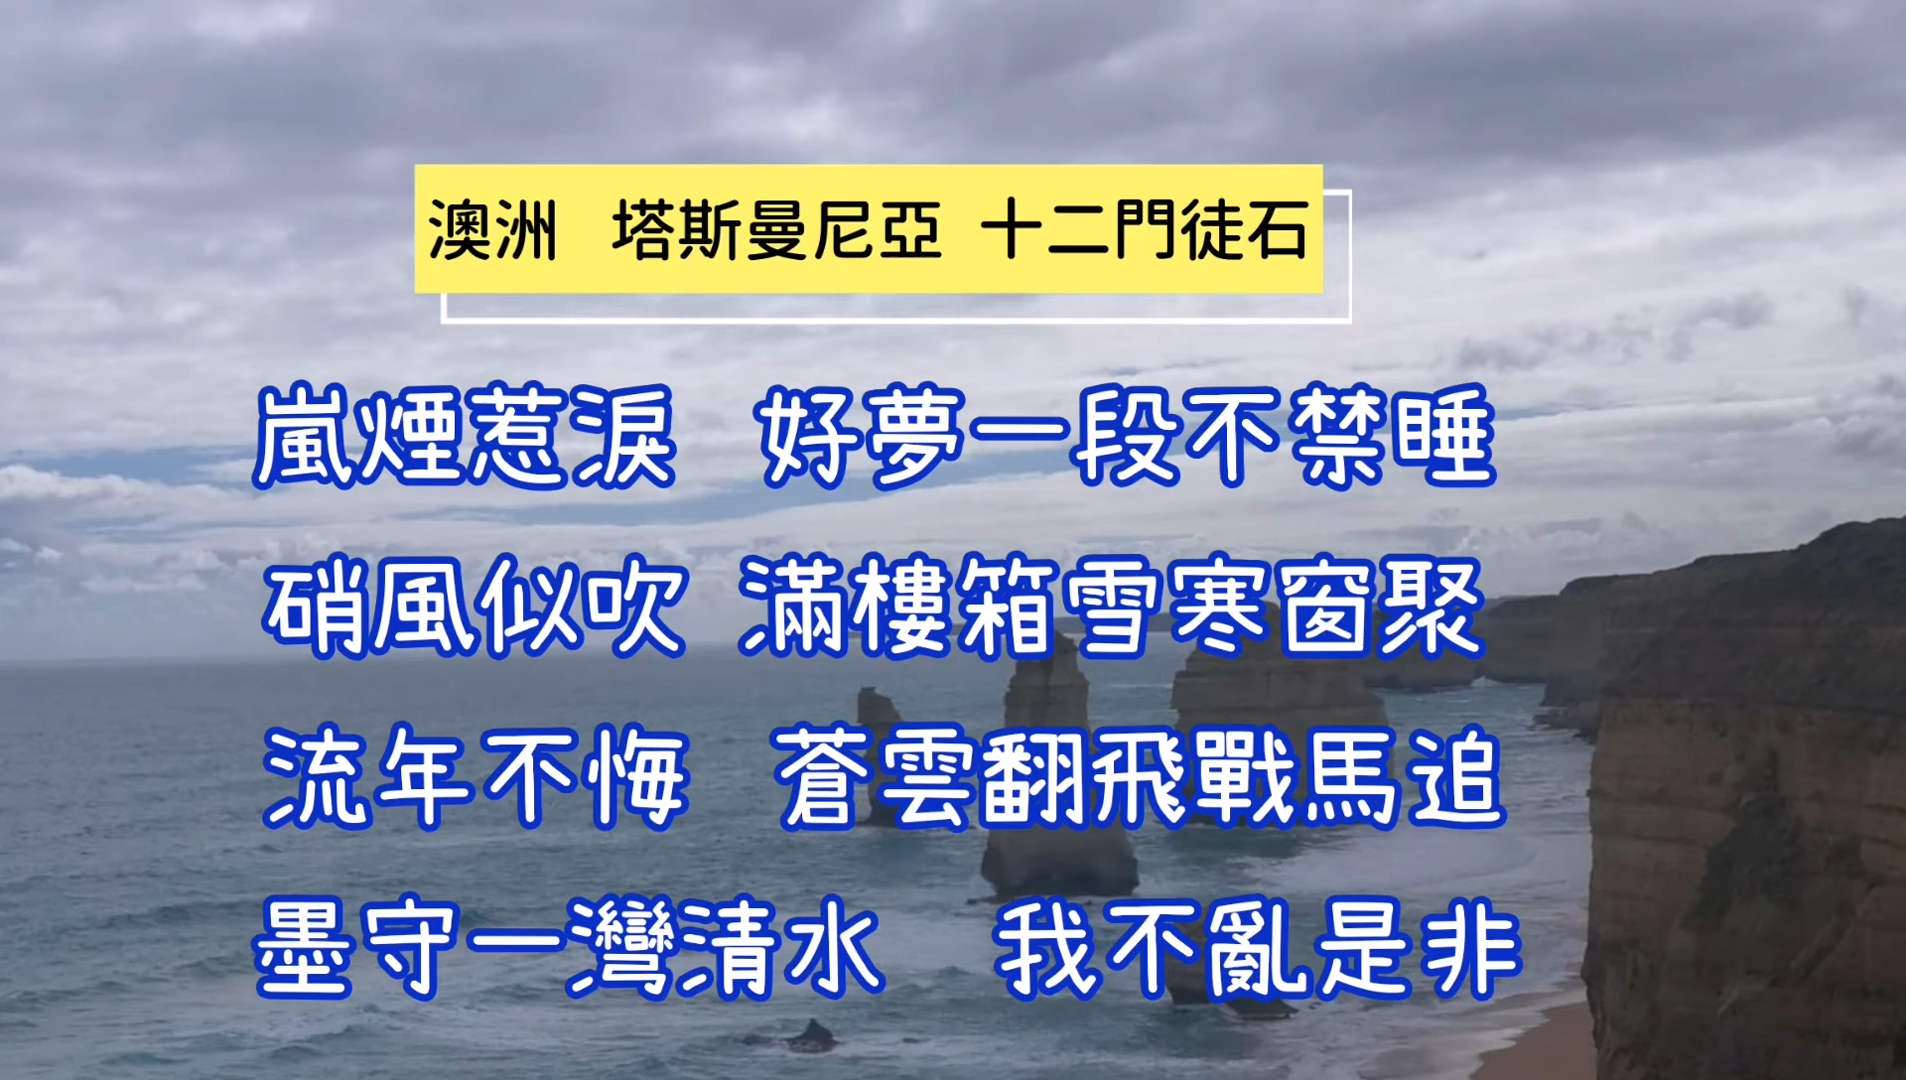 澳洲 塔斯曼尼亞 十二門徒石
嵐煙惹淚 好夢一段不禁睡
硝風似吹 滿樓箱雪寒窗聚
流年不悔 蒼雲翻飛戰馬追
墨守一灣清水 我不亂是非